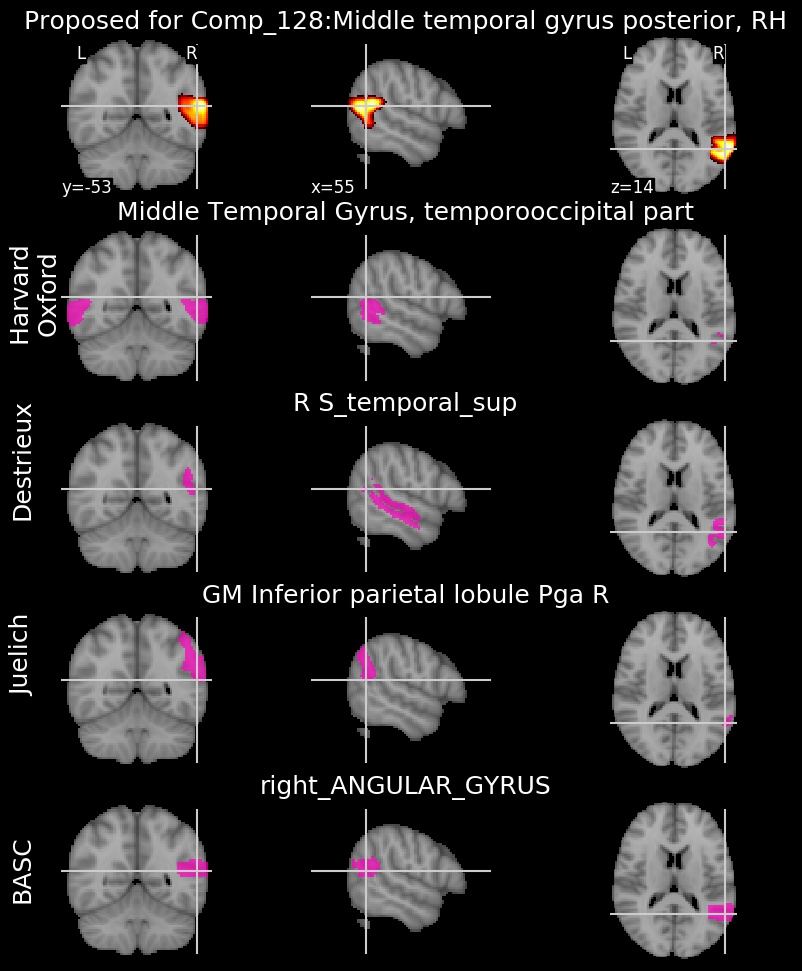 Proposed for Comp_128:Middle temporal gyrus posterior, RH
L R
L R
y=-53
x=55
z=14
Middle Temporal Gyrus, temporooccipital part
Harvard
Oxford
R S_temporal_sup
Destrieux
GM Inferior parietal lobule Pga R
Juelich
right_ANGULAR_GYRUS
BASC